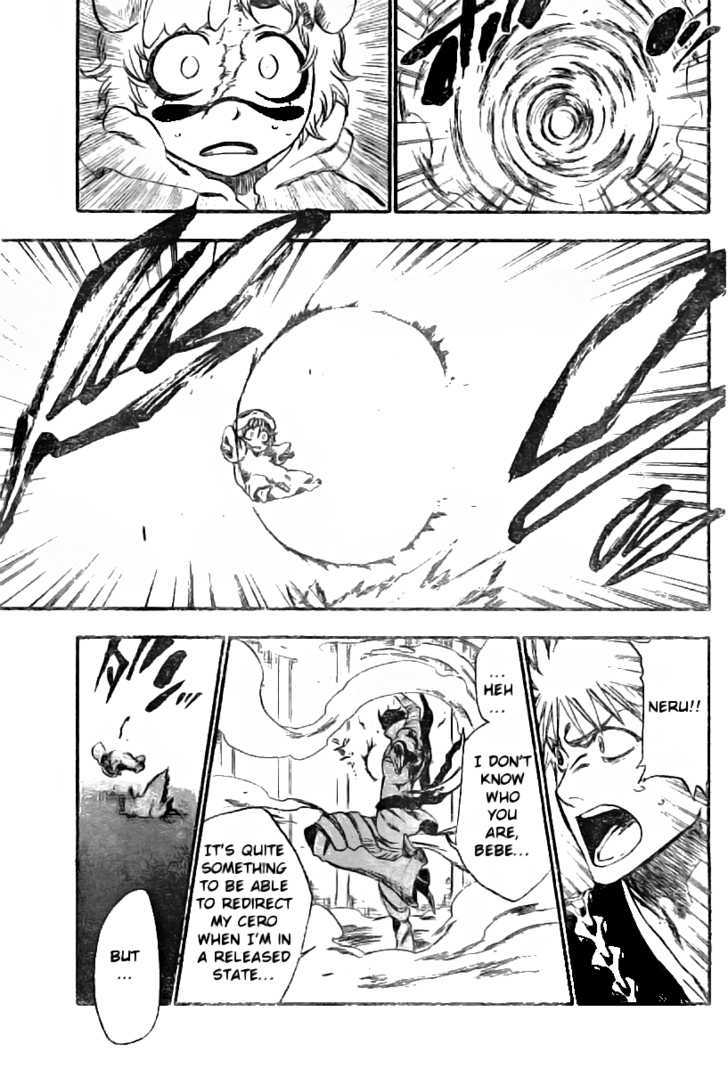 NERU!!
...
HEH
...
I DON'T
KNOW
WHO
YOU
ARE,
BEBE...
IT'S QUITE
SOMETHING
TO BE ABLE
TO REDIRECT
MY CERO
WHEN I'M IN
A RELEASED
STATE...
BUT
...